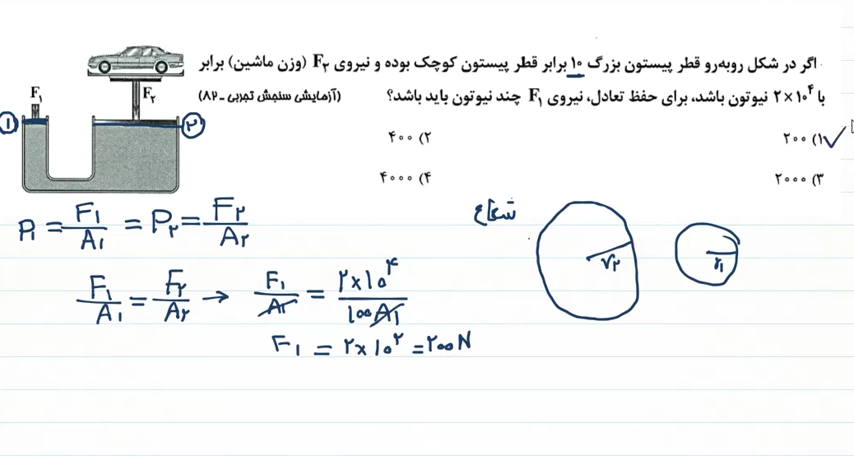 اگر در شکل روبه‌رو قطر پیستون بزرگ ۱۰ برابر قطر پیستون کوچک بوده و نیروی F۲ (وزن ماشین) برابر
با ۲×۱۰^۴ نیوتون باشد، برای حفظ تعادل، نیروی F۱ چند نیوتون باید باشد؟ (آزمایشی سنجش تجربی ـ ۸۲)
۱) ۲۰۰ ✓
۲) ۴۰۰
۳) ۲۰۰۰
۴) ۴۰۰۰
F۱
F۲
۱
۲
P۱ = F۱/A۱ = P۲ = F۲/A۲
شعاع
r۲
r۱
F۱/A۱ = F۲/A۲ → F۱/A۱ = ۲×۱۰^۴/۱۰۰A۱
F۱ = ۲×۱۰^۲ = ۲۰۰N